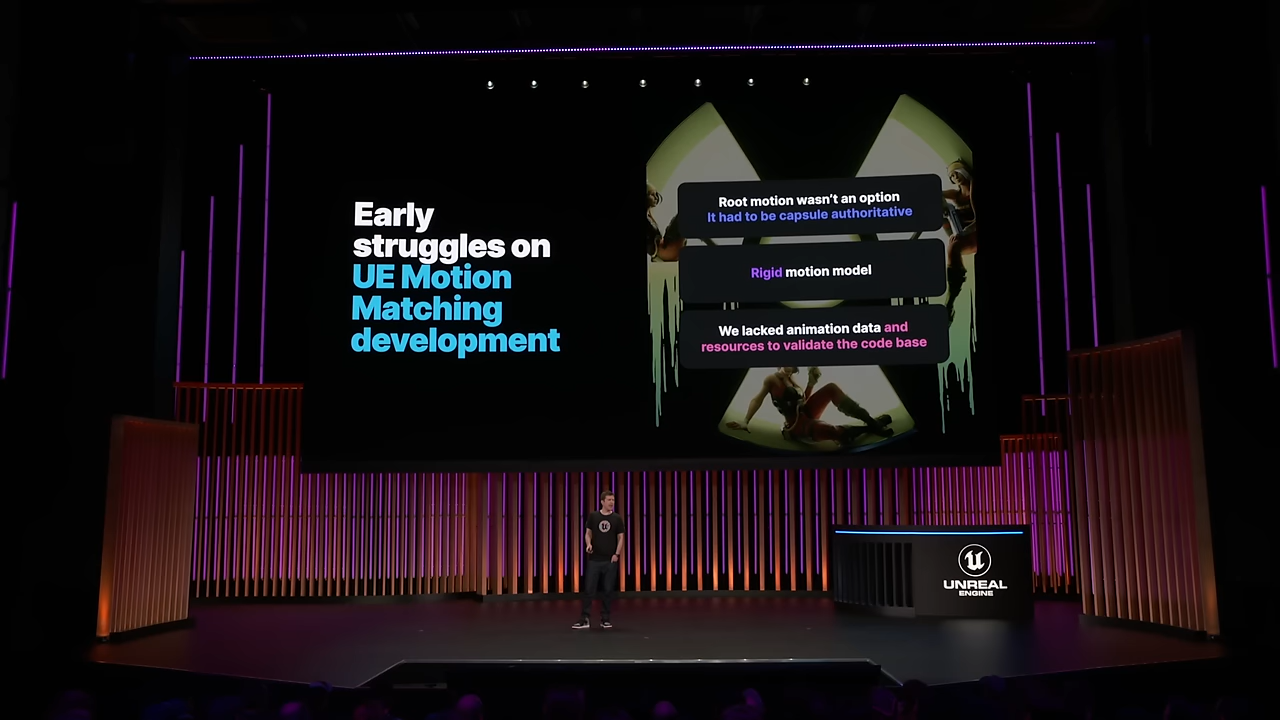 Early
struggles on
UE Motion
Matching
development
Root motion wasn't an option
It had to be capsule authoritative
Rigid motion model
We lacked animation data and
resources to validate the code base
UNREAL
ENGINE